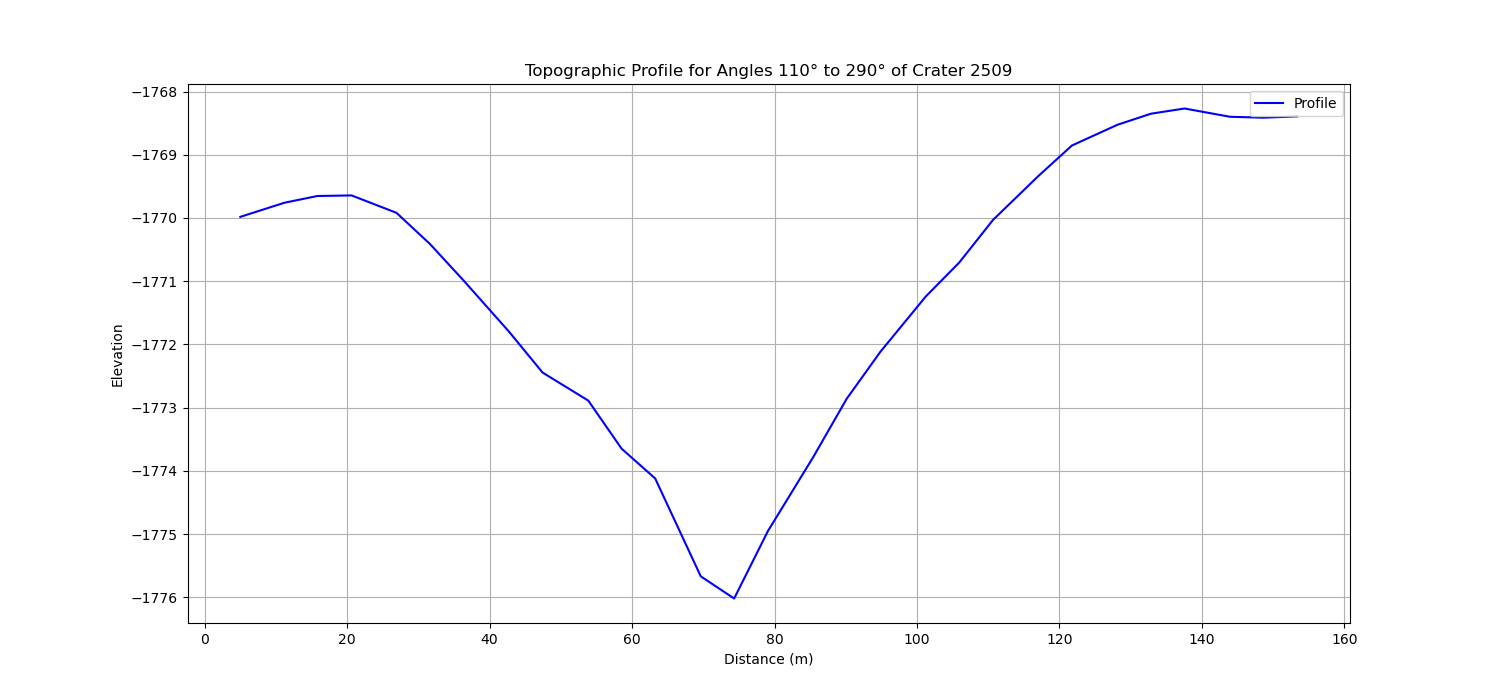 Topographic Profile for Angles 110° to 290° of Crater 2509
Profile
−1768
−1769
−1770
−1771
−1772
−1773
−1774
−1775
−1776
Elevation
0 20 40 60 80 100 120 140 160
Distance (m)